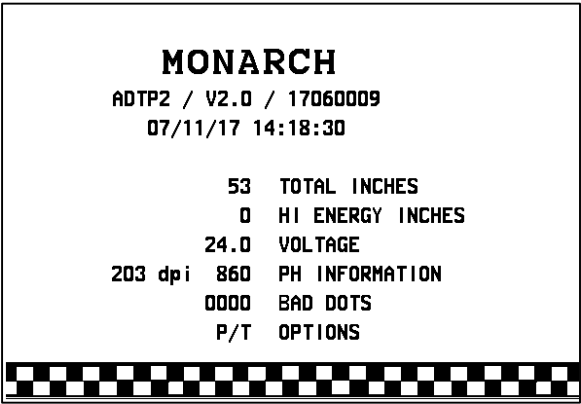 MONARCH
ADTP2 / V2.0 / 17060009
07/11/17 14:18:30
53 TOTAL INCHES
0 HI ENERGY INCHES
24.0 VOLTAGE
203 dpi 860 PH INFORMATION
0000 BAD DOTS
P/T OPTIONS